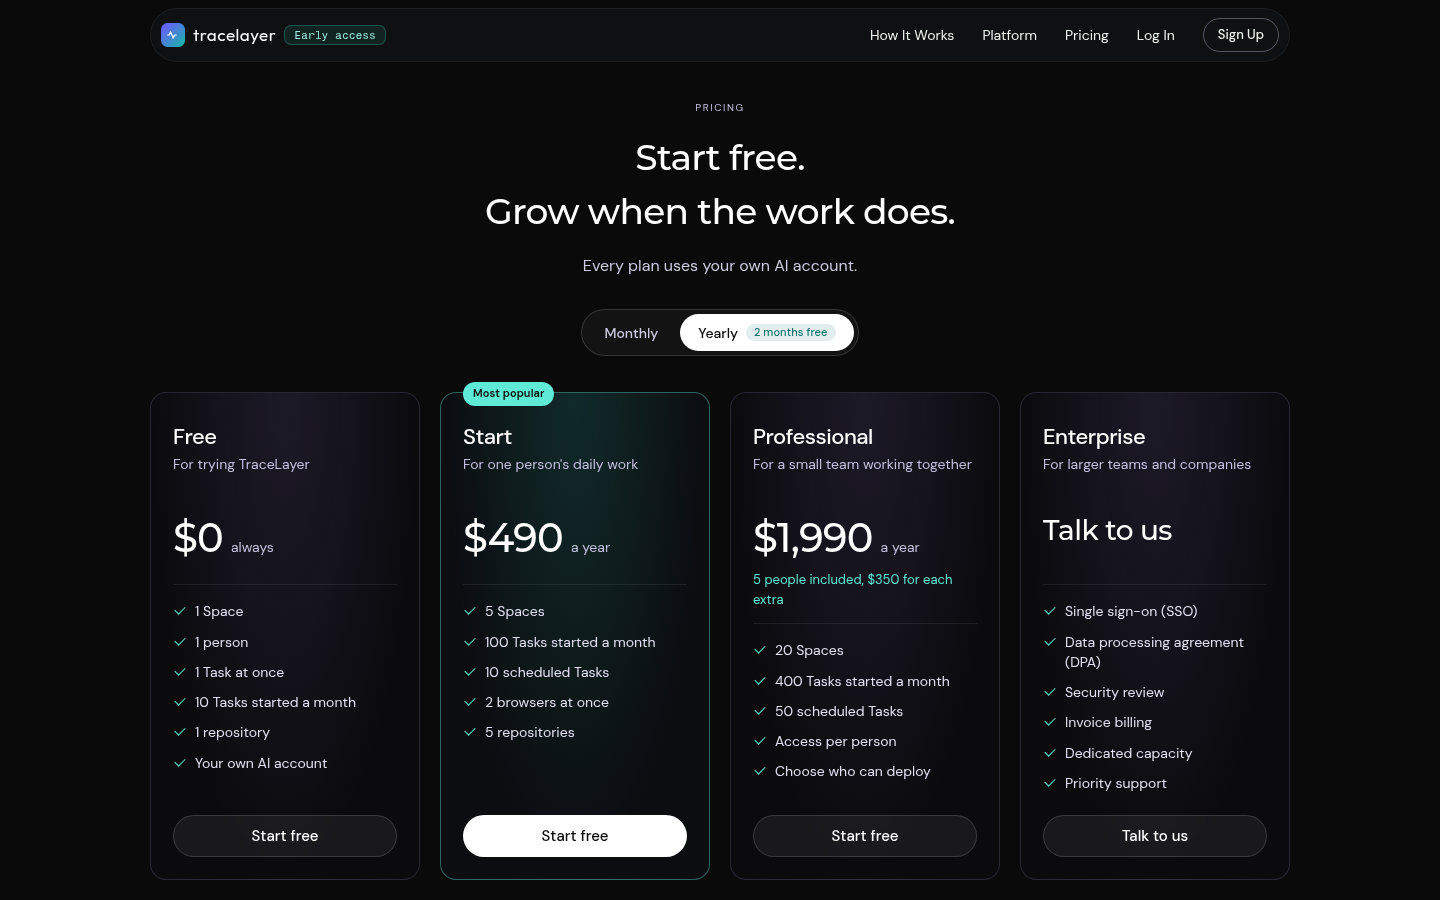 tracelayer
Early access
How It Works
Platform
Pricing
Log In
Sign Up
PRICING
Start free.
Grow when the work does.
Every plan uses your own AI account.
Monthly
Yearly
2 months free
Free
For trying TraceLayer
$0 always
1 Space
1 person
1 Task at once
10 Tasks started a month
1 repository
Your own AI account
Start free
Most popular
Start
For one person's daily work
$490 a year
5 Spaces
100 Tasks started a month
10 scheduled Tasks
2 browsers at once
5 repositories
Start free
Professional
For a small team working together
$1,990 a year
5 people included, $350 for each
extra
20 Spaces
400 Tasks started a month
50 scheduled Tasks
Access per person
Choose who can deploy
Start free
Enterprise
For larger teams and companies
Talk to us
Single sign-on (SSO)
Data processing agreement
(DPA)
Security review
Invoice billing
Dedicated capacity
Priority support
Talk to us